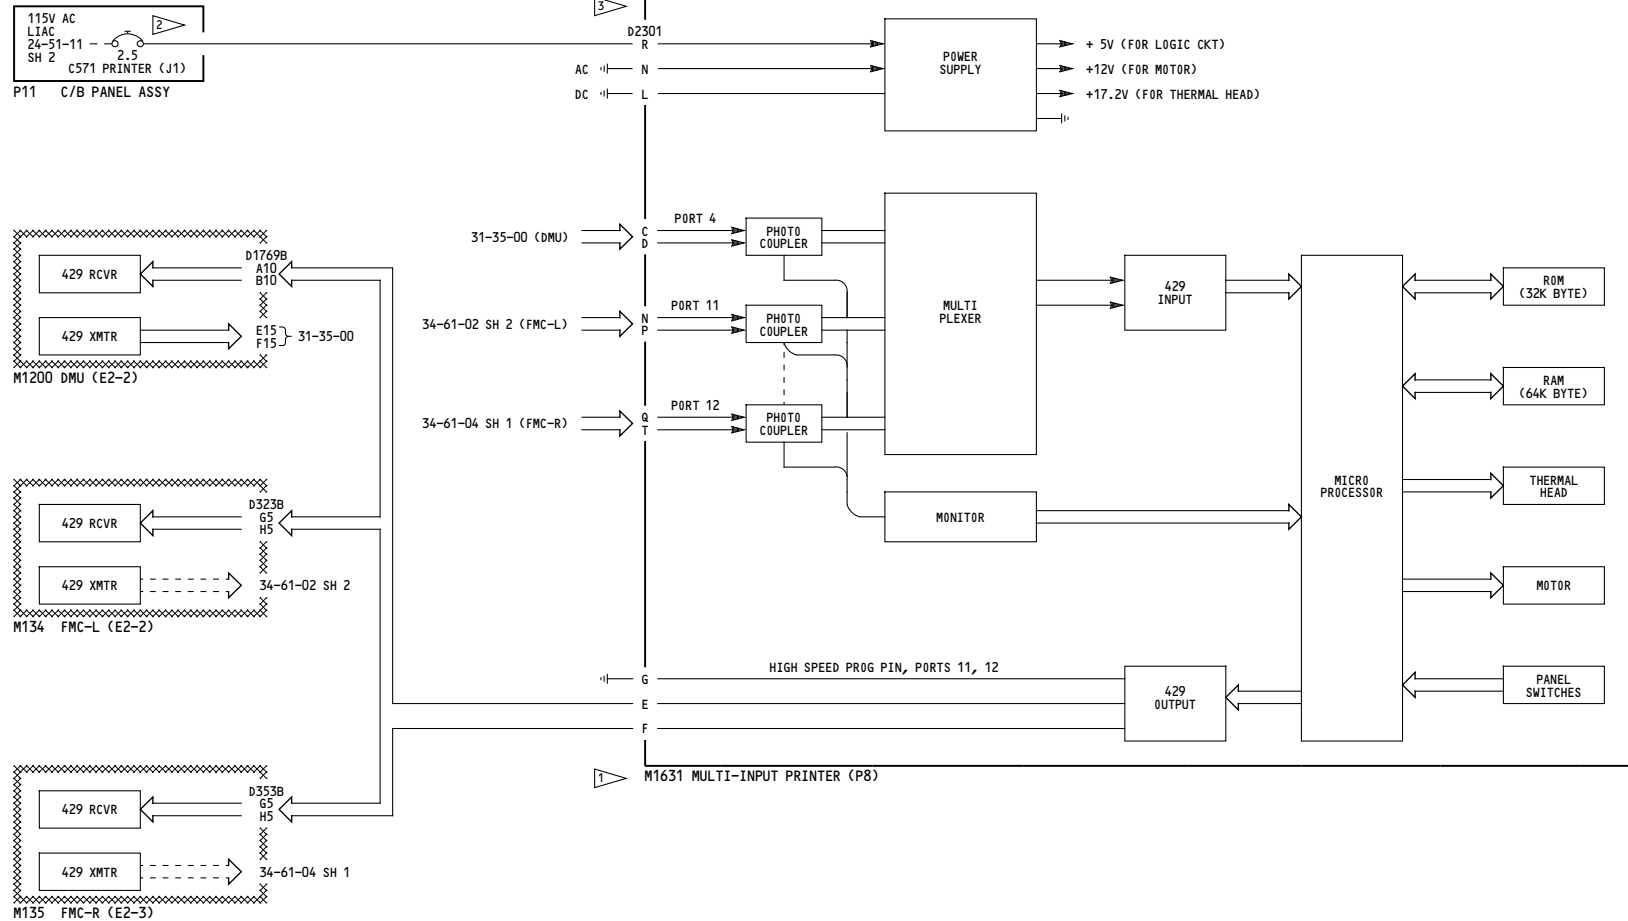 3
115V AC
LIAC
24-51-11
SH 2
2
2.5
C571 PRINTER (J1)
P11 C/B PANEL ASSY
D2301
R
AC
N
DC
L
POWER
SUPPLY
+ 5V (FOR LOGIC CKT)
+12V (FOR MOTOR)
+17.2V (FOR THERMAL HEAD)
429 RCVR
D1769B
A10
B10
429 XMTR
E15
F15
31-35-00
M1200 DMU (E2-2)
31-35-00 (DMU)
C
D
PORT 4
PHOTO
COUPLER
34-61-02 SH 2 (FMC-L)
N
P
PORT 11
PHOTO
COUPLER
34-61-04 SH 1 (FMC-R)
Q
T
PORT 12
PHOTO
COUPLER
MULTI
PLEXER
429
INPUT
MONITOR
MICRO
PROCESSOR
ROM
(32K BYTE)
RAM
(64K BYTE)
THERMAL
HEAD
MOTOR
PANEL
SWITCHES
429 RCVR
D323B
G5
H5
429 XMTR
34-61-02 SH 2
M134 FMC-L (E2-2)
G
HIGH SPEED PROG PIN, PORTS 11, 12
E
F
429
OUTPUT
1
M1631 MULTI-INPUT PRINTER (P8)
429 RCVR
D353B
G5
H5
429 XMTR
34-61-04 SH 1
M135 FMC-R (E2-3)